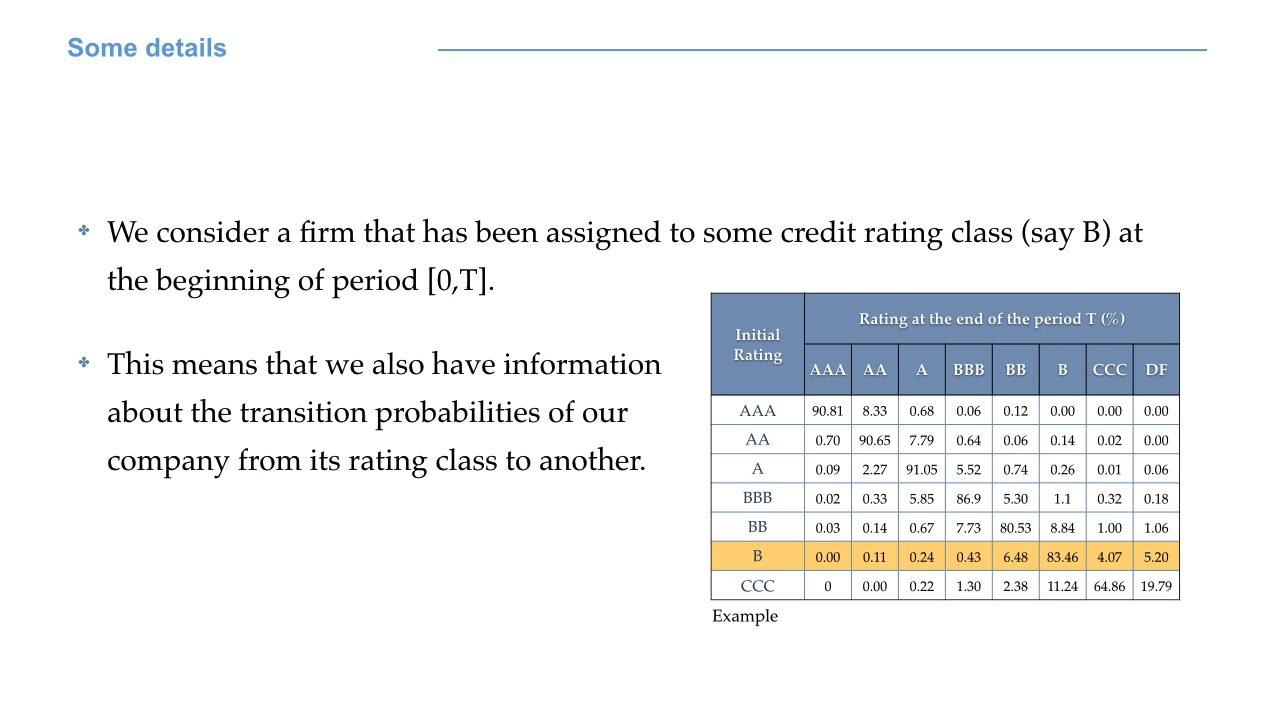 Some details
✤ We consider a firm that has been assigned to some credit rating class (say B) at
the beginning of period [0,T].
✤ This means that we also have information
about the transition probabilities of our
company from its rating class to another.
Initial Rating | Rating at the end of the period T (%)
AAA AA A BBB BB B CCC DF
AAA 90.81 8.33 0.68 0.06 0.12 0.00 0.00 0.00
AA 0.70 90.65 7.79 0.64 0.06 0.14 0.02 0.00
A 0.09 2.27 91.05 5.52 0.74 0.26 0.01 0.06
BBB 0.02 0.33 5.85 86.9 5.30 1.1 0.32 0.18
BB 0.03 0.14 0.67 7.73 80.53 8.84 1.00 1.06
B 0.00 0.11 0.24 0.43 6.48 83.46 4.07 5.20
CCC 0 0.00 0.22 1.30 2.38 11.24 64.86 19.79
Example